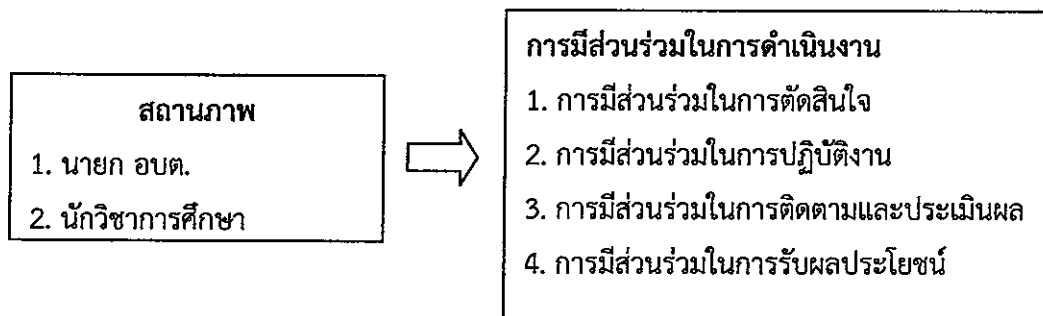 สถานภาพ
1. นายก อบต.
2. นักวิชาการศึกษา
การมีส่วนร่วมในการดำเนินงาน
1. การมีส่วนร่วมในการตัดสินใจ
2. การมีส่วนร่วมในการปฏิบัติงาน
3. การมีส่วนร่วมในการติดตามและประเมินผล
4. การมีส่วนร่วมในการรับผลประโยชน์